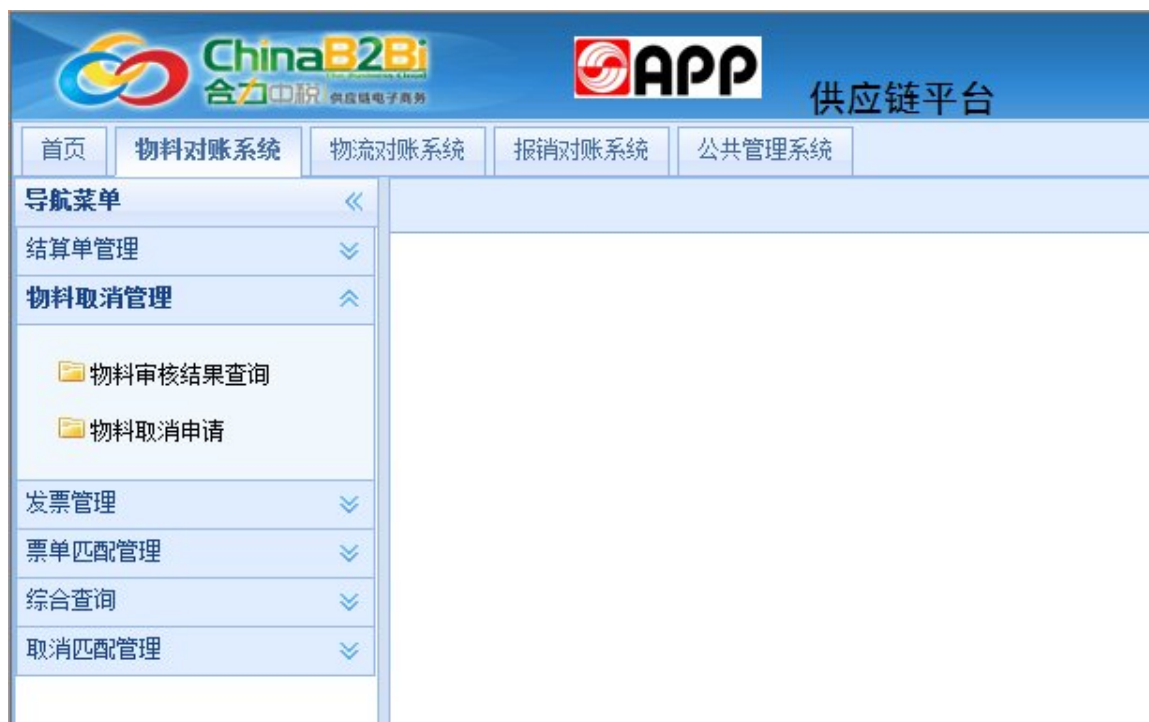 ChinaB2Bi
合力中税 供应链电子商务
APP
供应链平台
首页 物料对账系统 物流对账系统 报销对账系统 公共管理系统
导航菜单
结算单管理
物料取消管理
物料审核结果查询
物料取消申请
发票管理
票单匹配管理
综合查询
取消匹配管理